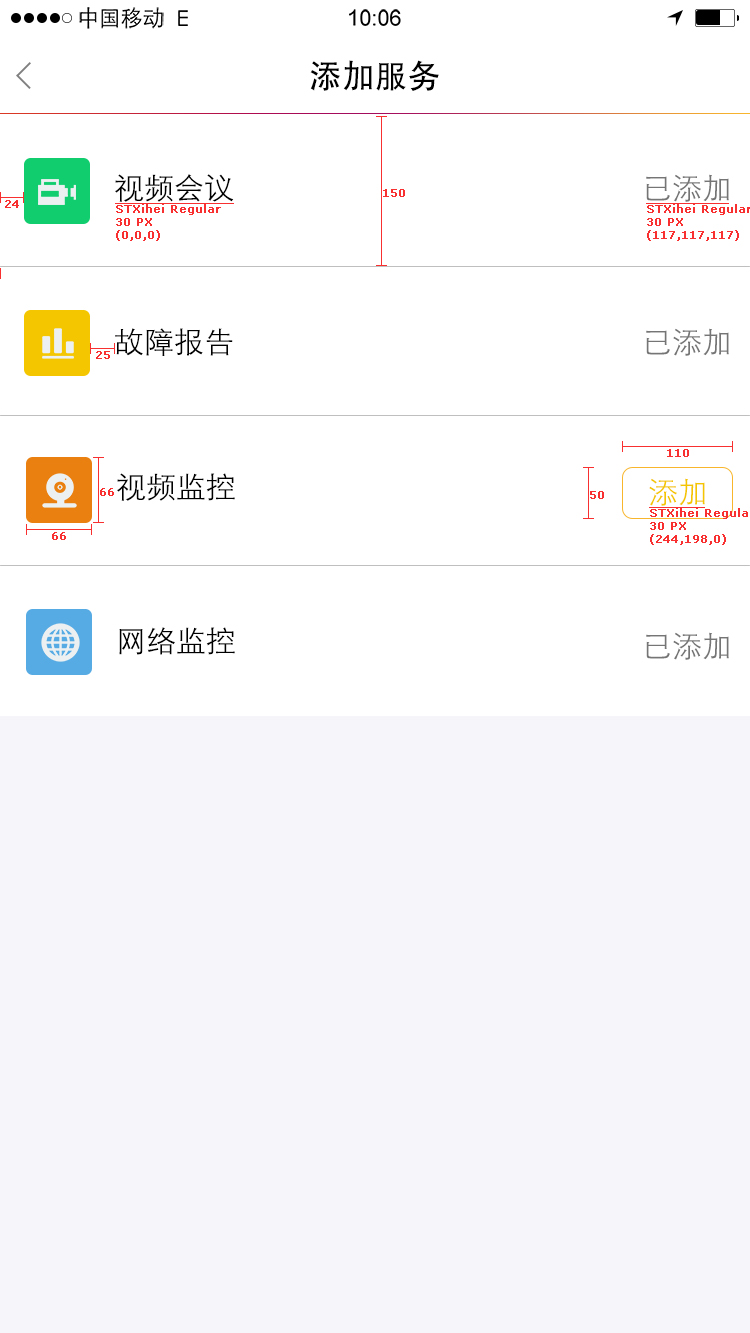 中国移动 E 10:06
添加服务
150
24
视频会议 已添加
STXihei Regular STXihei Regular
30 PX 30 PX
(0,0,0) (117,117,117)
故障报告 已添加
25
110
视频监控 添加
66
50
STXihei Regula
30 PX
66
(244,198,0)
网络监控 已添加